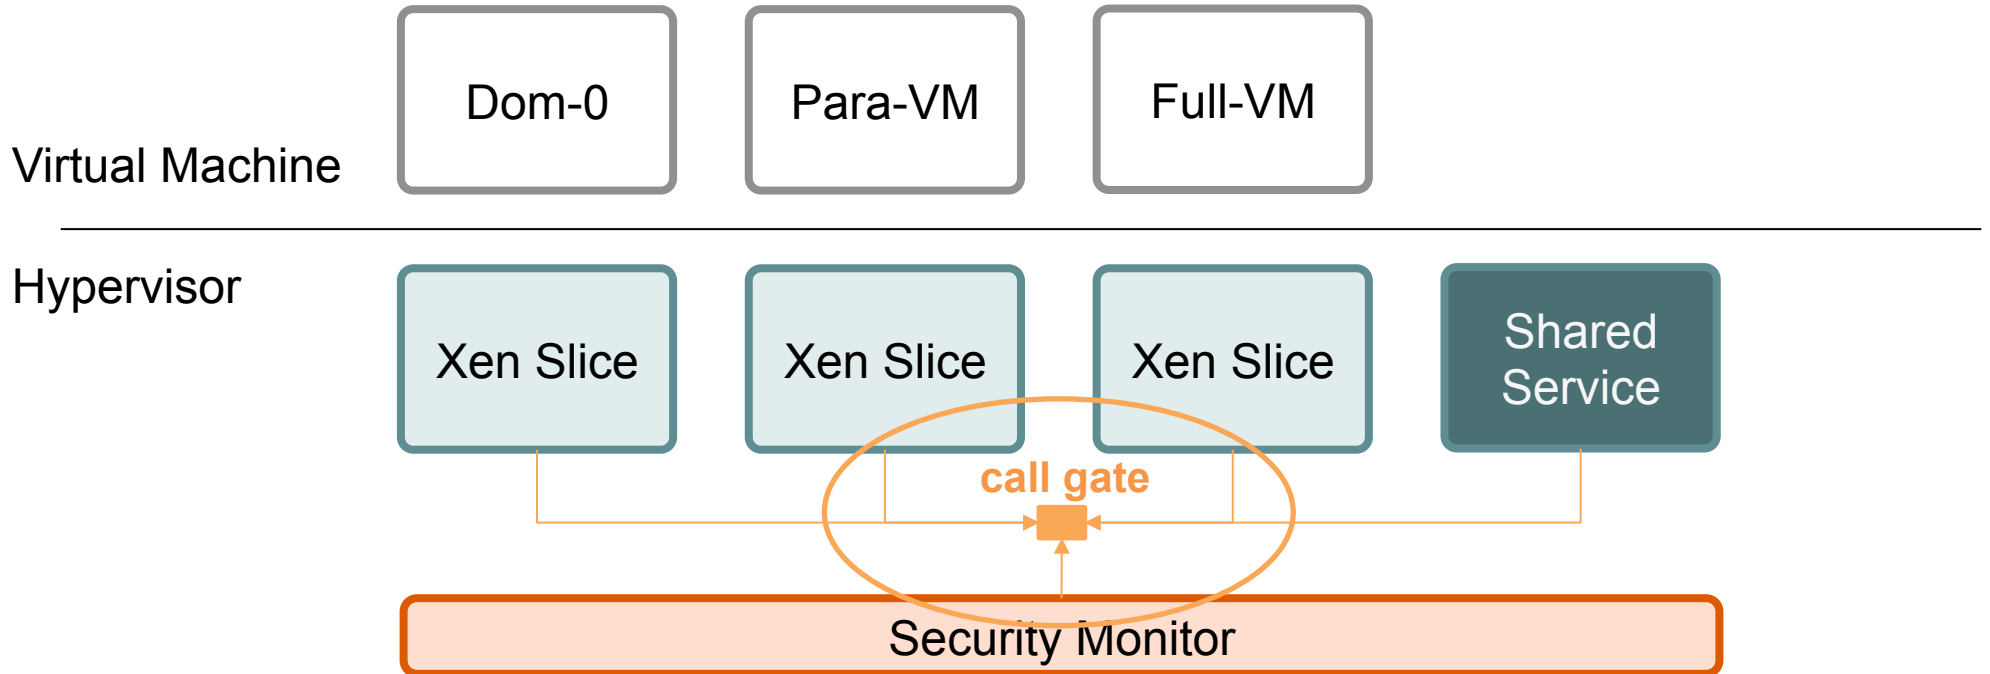 Dom-0
Para-VM
Full-VM
Virtual Machine
Hypervisor
Xen Slice
Xen Slice
Xen Slice
Shared
Service
call gate
Security Monitor